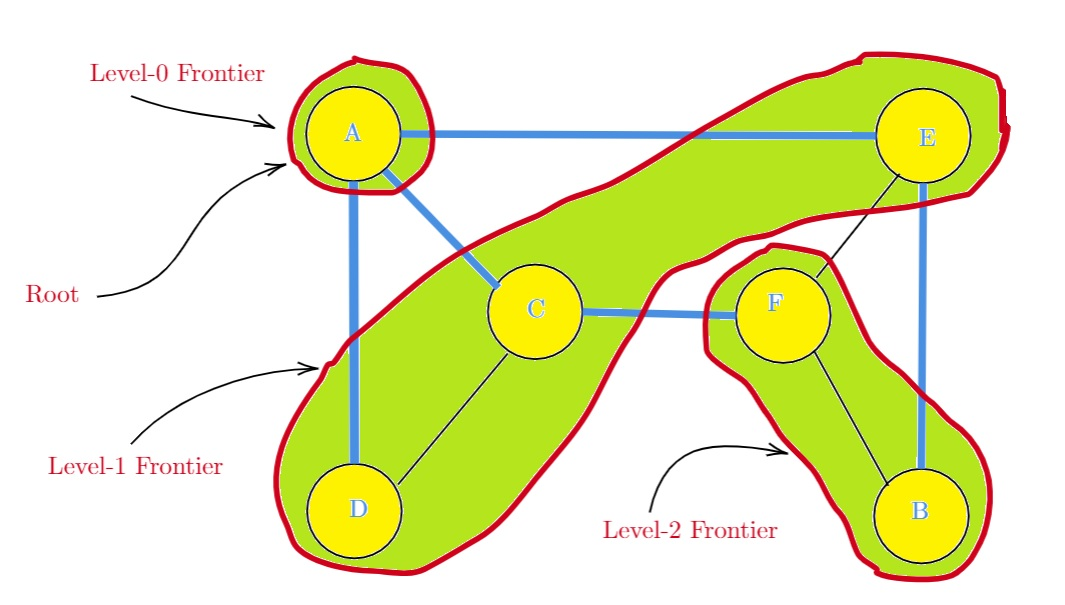 Level-0 Frontier
A
E
Root
C
F
Level-1 Frontier
D
B
Level-2 Frontier